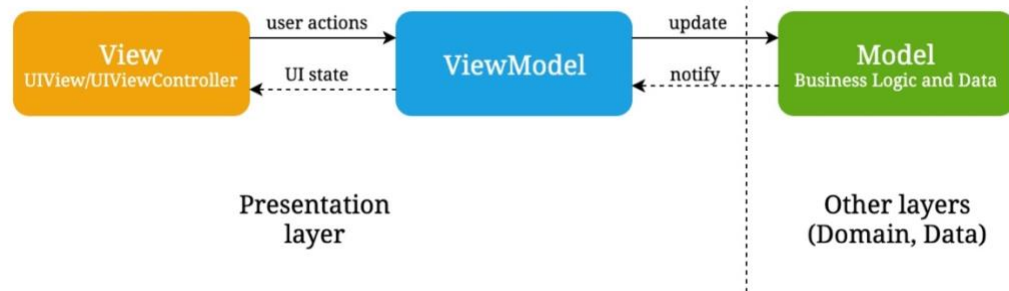 user actions
update
View
UIView/UIViewController
ViewModel
Model
Business Logic and Data
UI state
notify
Presentation
layer
Other layers
(Domain, Data)